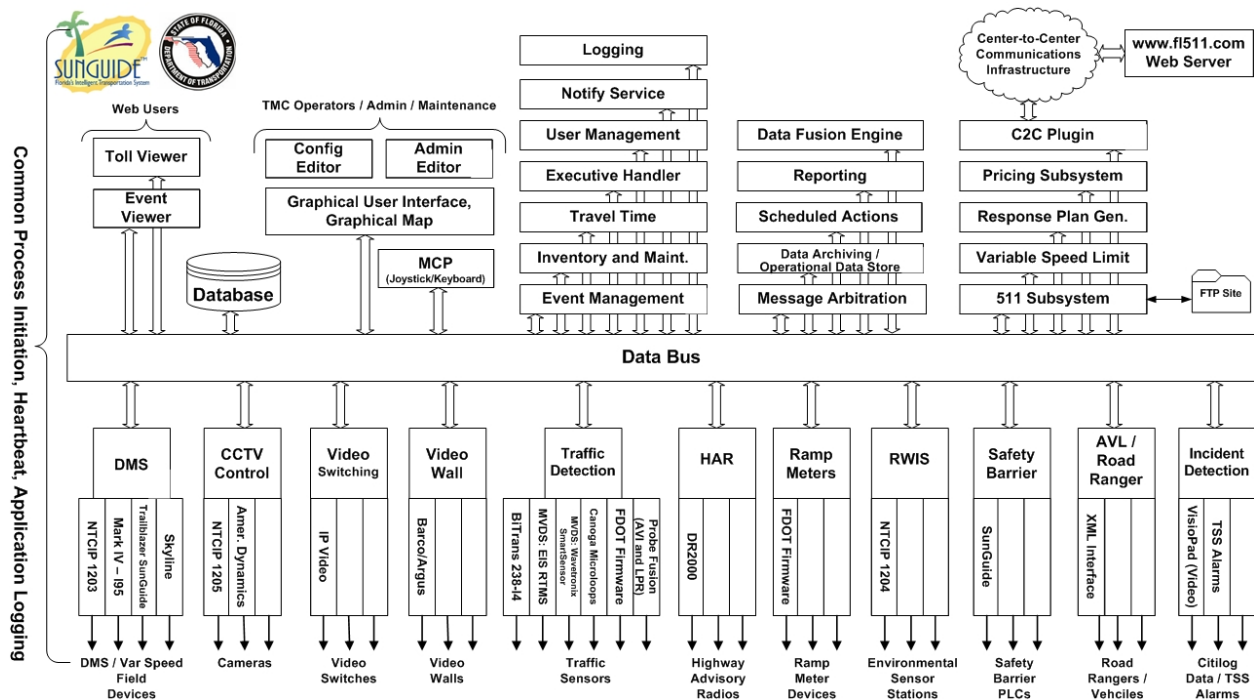 Common Process Initiation, Heartbeat, Application Logging
SUNGUIDE
Florida's Intelligent Transportation System
STATE OF FLORIDA
DEPARTMENT OF TRANSPORTATION
Web Users
Toll Viewer
Event
Viewer
TMC Operators / Admin / Maintenance
Config
Editor
Admin
Editor
Graphical User Interface,
Graphical Map
MCP
(Joystick/Keyboard)
Database
Logging
Notify Service
User Management
Executive Handler
Travel Time
Inventory and Maint.
Event Management
Data Fusion Engine
Reporting
Scheduled Actions
Data Archiving /
Operational Data Store
Message Arbitration
Center-to-Center
Communications
Infrastructure
www.fl511.com
Web Server
C2C Plugin
Pricing Subsystem
Response Plan Gen.
Variable Speed Limit
511 Subsystem
FTP Site
Data Bus
DMS
NTCIP 1203
Mark IV – I95
Trailblazer SunGuide
Skyline
DMS / Var Speed
Field
Devices
CCTV
Control
NTCIP 1205
Amer. Dynamics
Cameras
Video
Switching
IP Video
Video
Switches
Video
Wall
Barco/Argus
Video
Walls
Traffic
Detection
BiTrans 238-I4
MVDS: EIS RTMS
MVDS: Wavetronix
SmartSensor
Canoga Microloops
FDOT Firmware
Probe Fusion
(AVI and LPR)
Traffic
Sensors
HAR
DR2000
Highway
Advisory
Radios
Ramp
Meters
FDOT Firmware
Ramp
Meter Devices
RWIS
NTCIP 1204
Environmental
Sensor
Stations
Safety
Barrier
SunGuide
Safety
Barrier PLCs
AVL /
Road
Ranger
XML Interface
Road
Rangers /
Vehciles
Incident
Detection
VisioPad (Video)
TSS Alarms
Citilog
Data / TSS
Alarms